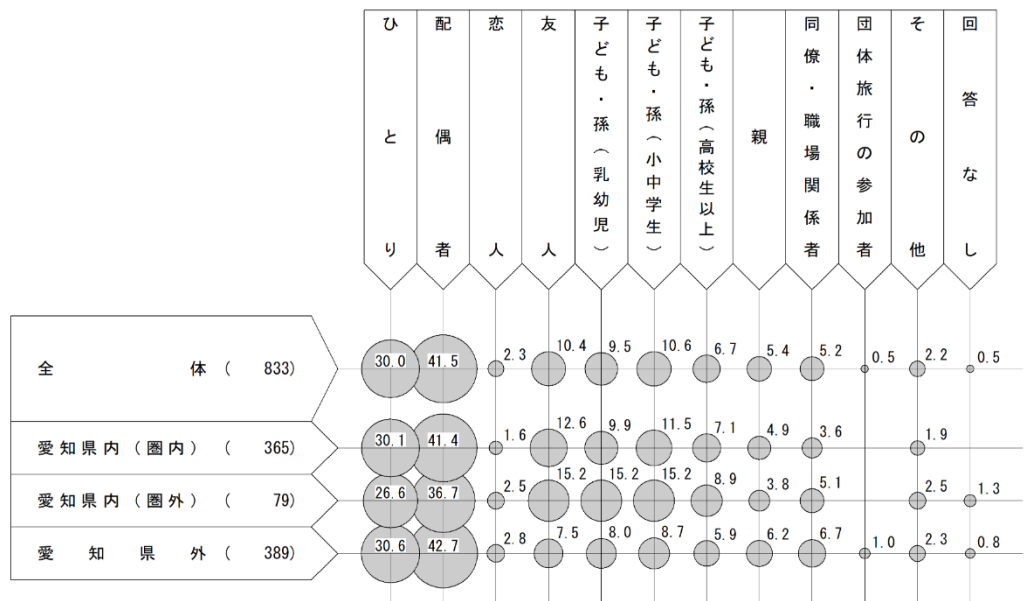 ひとり
配偶者
恋人
友人
子ども・孫(乳幼児)
子ども・孫(小中学生)
子ども・孫(高校生以上)
親
同僚・職場関係者
団体旅行の参加者
その他
回答なし
全体 ( 833) 30.0 41.5 2.3 10.4 9.5 10.6 6.7 5.4 5.2 0.5 2.2 0.5
愛知県内(圏内) ( 365) 30.1 41.4 1.6 12.6 9.9 11.5 7.1 4.9 3.6 1.9
愛知県内(圏外) ( 79) 26.6 36.7 2.5 15.2 15.2 15.2 8.9 3.8 5.1 2.5 1.3
愛知県外 ( 389) 30.6 42.7 2.8 7.5 8.0 8.7 5.9 6.2 6.7 1.0 2.3 0.8